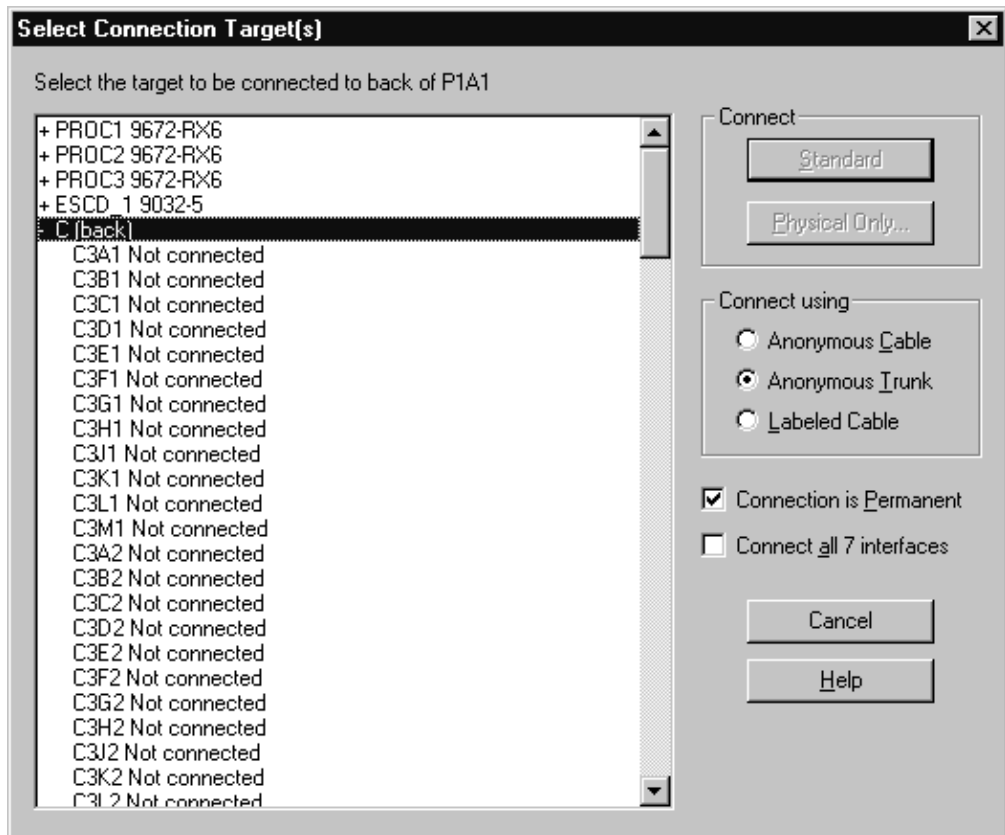 Select Connection Target(s)
Select the target to be connected to back of P1A1
+ PROC1 9672-RX6
+ PROC2 9672-RX6
+ PROC3 9672-RX6
+ ESCD_1 9032-5
- C (back)
C3A1 Not connected
C3B1 Not connected
C3C1 Not connected
C3D1 Not connected
C3E1 Not connected
C3F1 Not connected
C3G1 Not connected
C3H1 Not connected
C3J1 Not connected
C3K1 Not connected
C3L1 Not connected
C3M1 Not connected
C3A2 Not connected
C3B2 Not connected
C3C2 Not connected
C3D2 Not connected
C3E2 Not connected
C3F2 Not connected
C3G2 Not connected
C3H2 Not connected
C3J2 Not connected
C3K2 Not connected
C3L2 Not connected
Connect
Standard
Physical Only...
Connect using
Anonymous Cable
Anonymous Trunk
Labeled Cable
Connection is Permanent
Connect all 7 interfaces
Cancel
Help